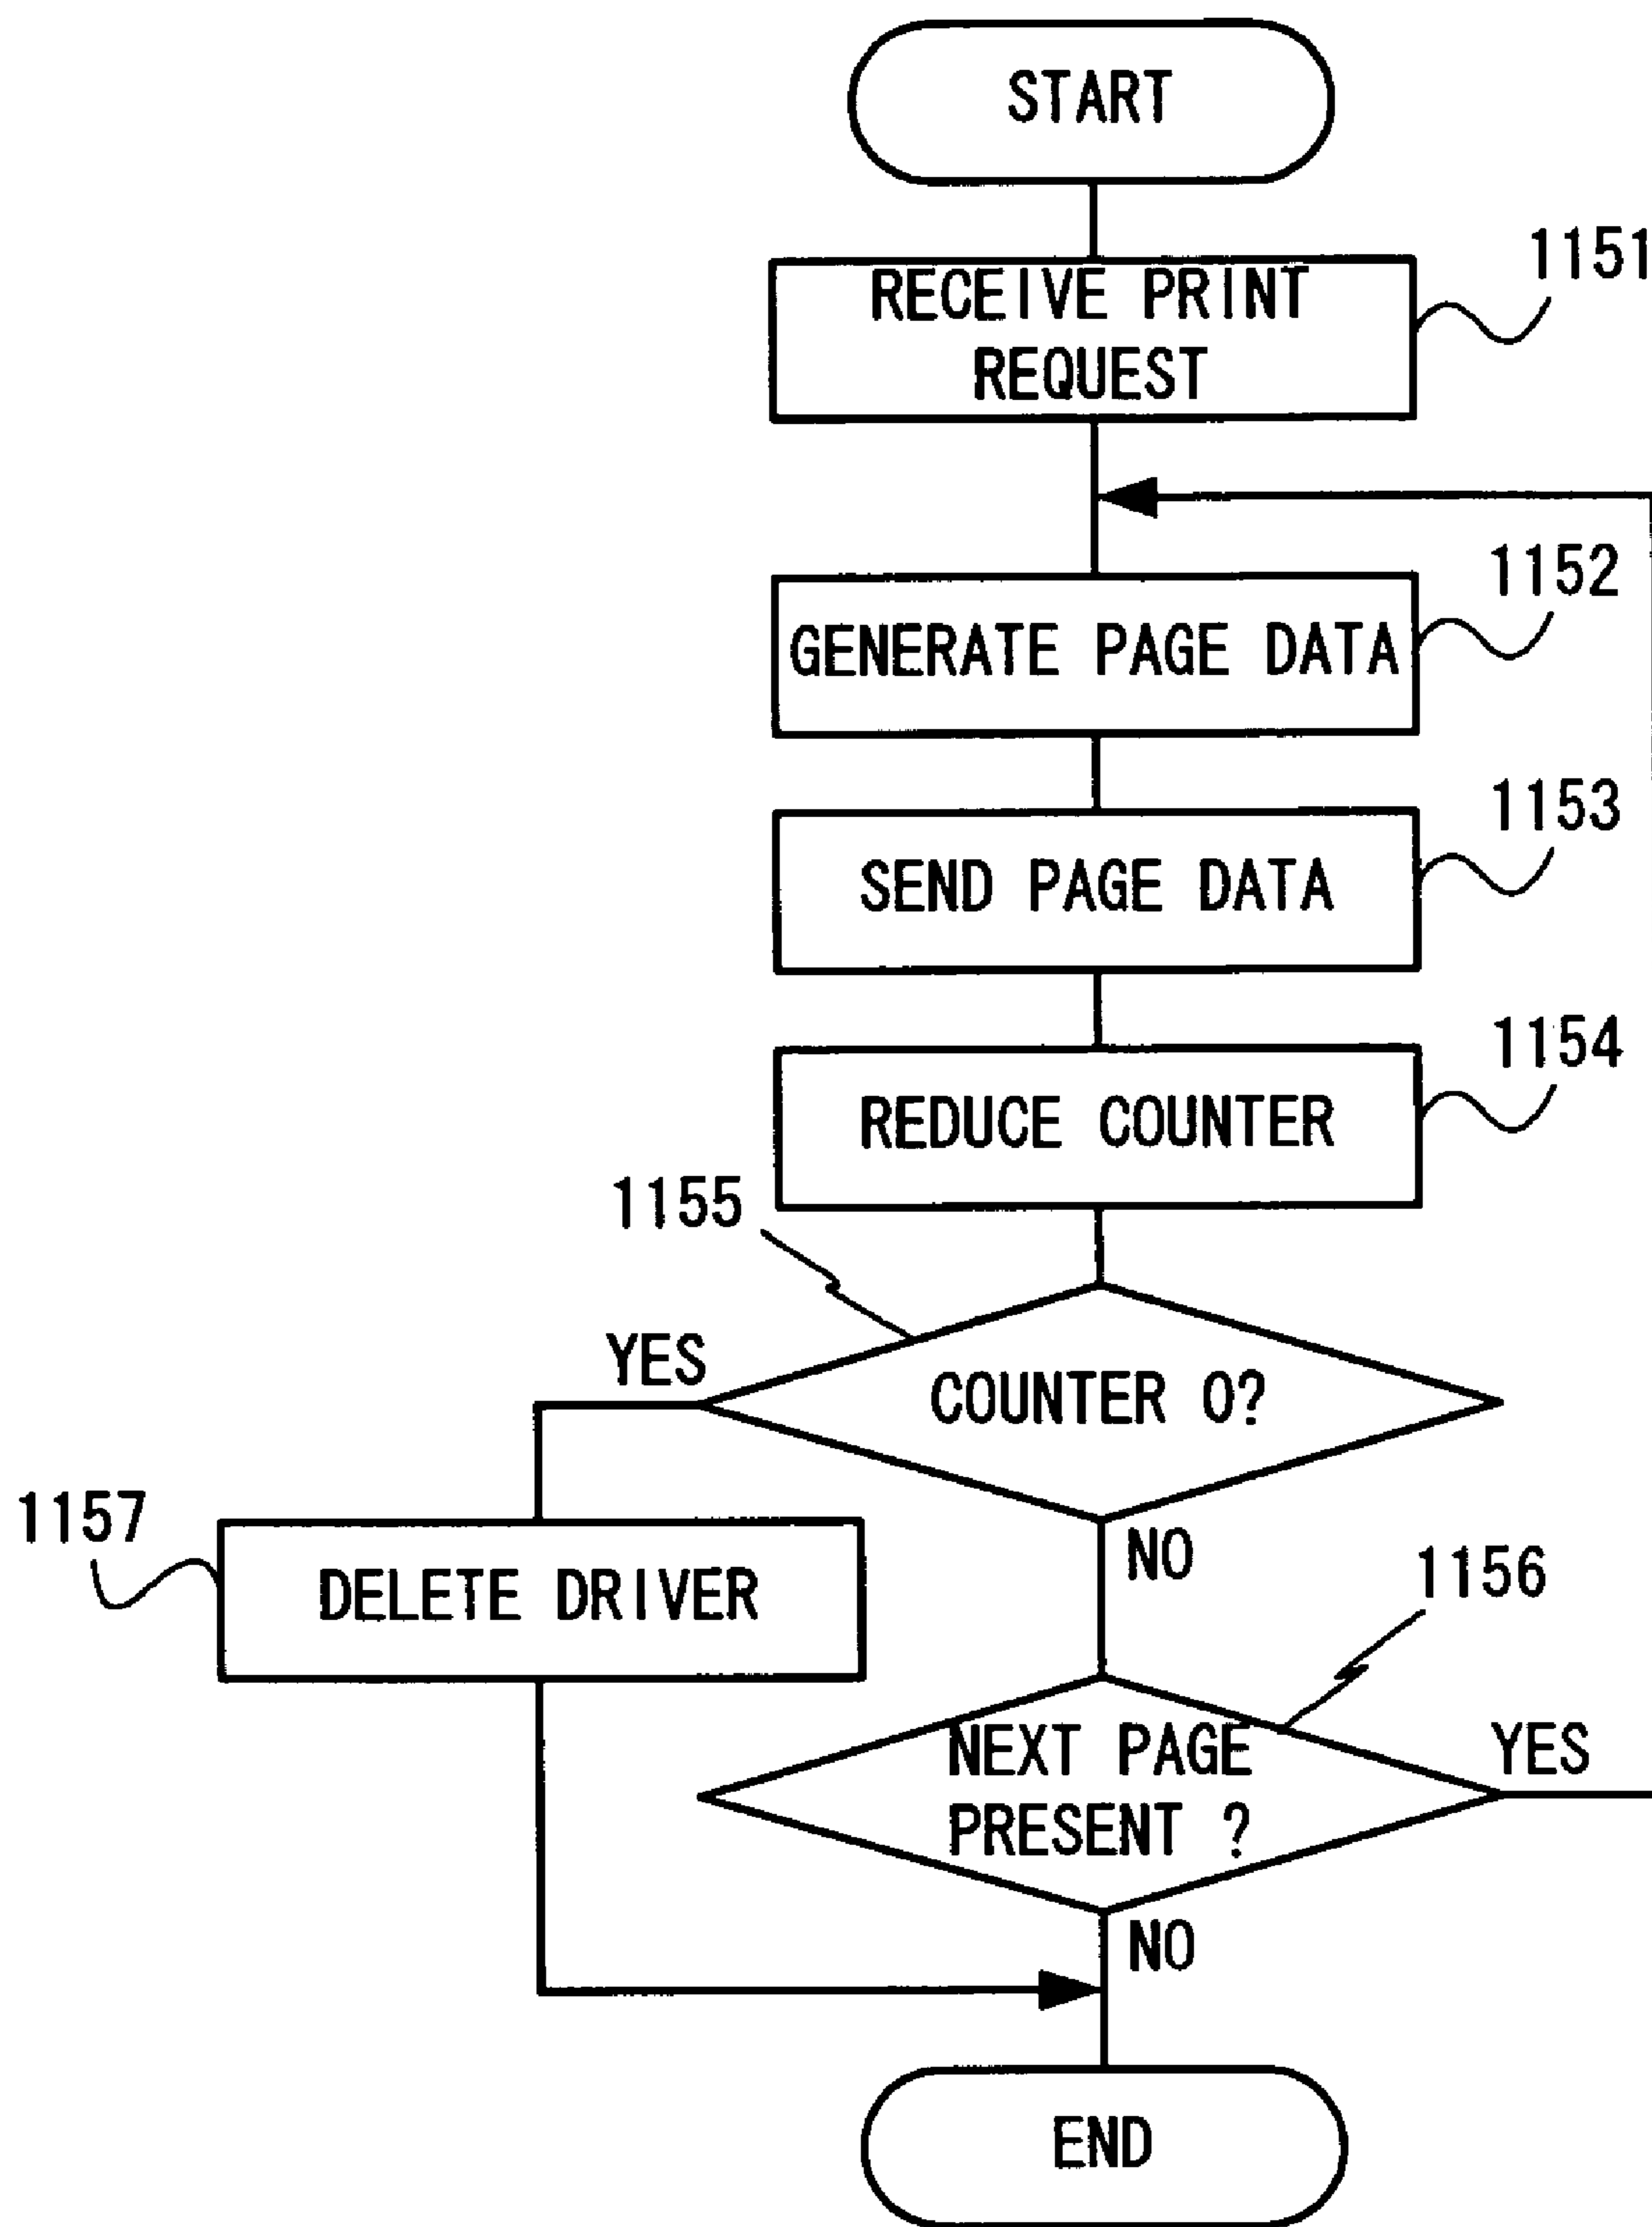 START
1151
RECEIVE PRINT
REQUEST
1152
GENERATE PAGE DATA
1153
SEND PAGE DATA
1154
REDUCE COUNTER
1155
YES
COUNTER 0?
NO
1157
DELETE DRIVER
1156
NEXT PAGE
PRESENT ?
YES
NO
END